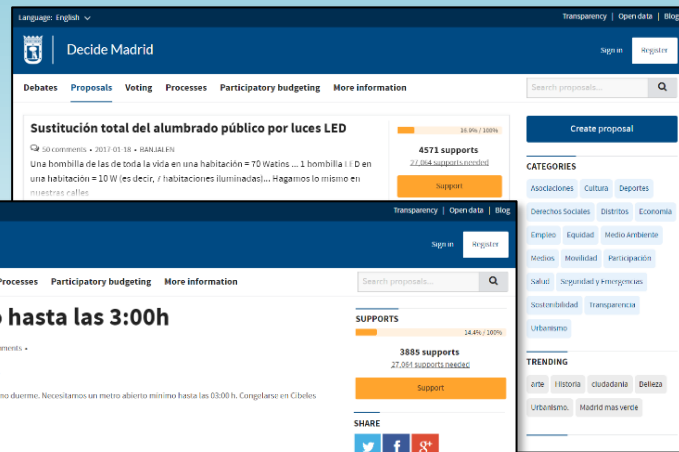 Language: English
Transparency | Open data | Blog
Decide Madrid
Sign in
Register
Debates Proposals Voting Processes Participatory budgeting More information
Search proposals...
Sustitución total del alumbrado público por luces LED
50 comments • 2017-01-18 • BANJALEN
Una bombilla de las de toda la vida en una habitación = 70 Watios ... 1 bombilla LED en
una habitación = 10 W (es decir, 7 habitaciones iluminadas)... Hagamos lo mismo en
nuestras calles
16.9% / 100%
4571 supports
27,064 supports needed
Support
Create proposal
CATEGORIES
Asociaciones Cultura Deportes
Derechos Sociales Distritos Economía
Empleo Equidad Medio Ambiente
Medios Movilidad Participación
Salud Seguridad y Emergencias
Sostenibilidad Transparencia
Urbanismo
TRENDING
arte Historia ciudadanía Belleza
Urbanismo. Madrid mas verde
Transparency | Open data | Blog
Sign in
Register
Processes Participatory budgeting More information
Search proposals...
hasta las 3:00h
no duerme. Necesitamos un metro abierto mínimo hasta las 03:00 h. Congelarse en Cibeles
SUPPORTS
14.4% / 100%
3885 supports
27,064 supports needed
Support
SHARE